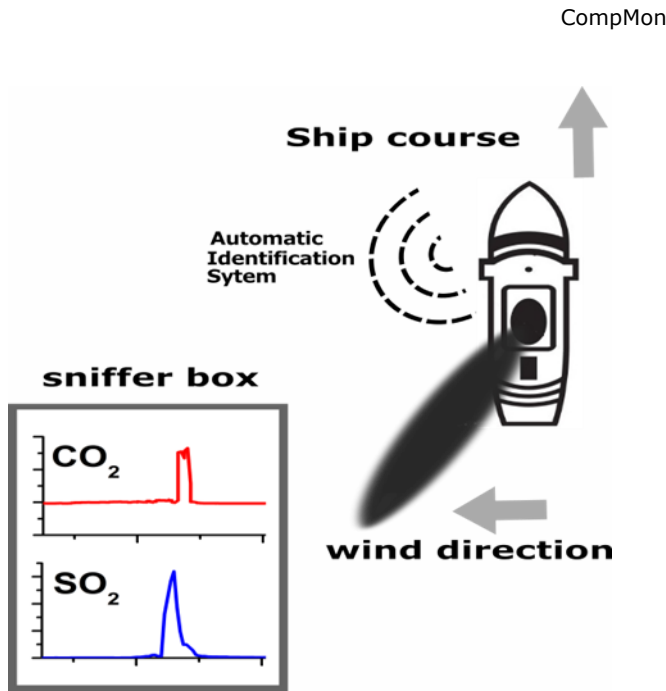 CompMon
Ship course
Automatic
Identification
Sytem
sniffer box
CO₂
SO₂
wind direction